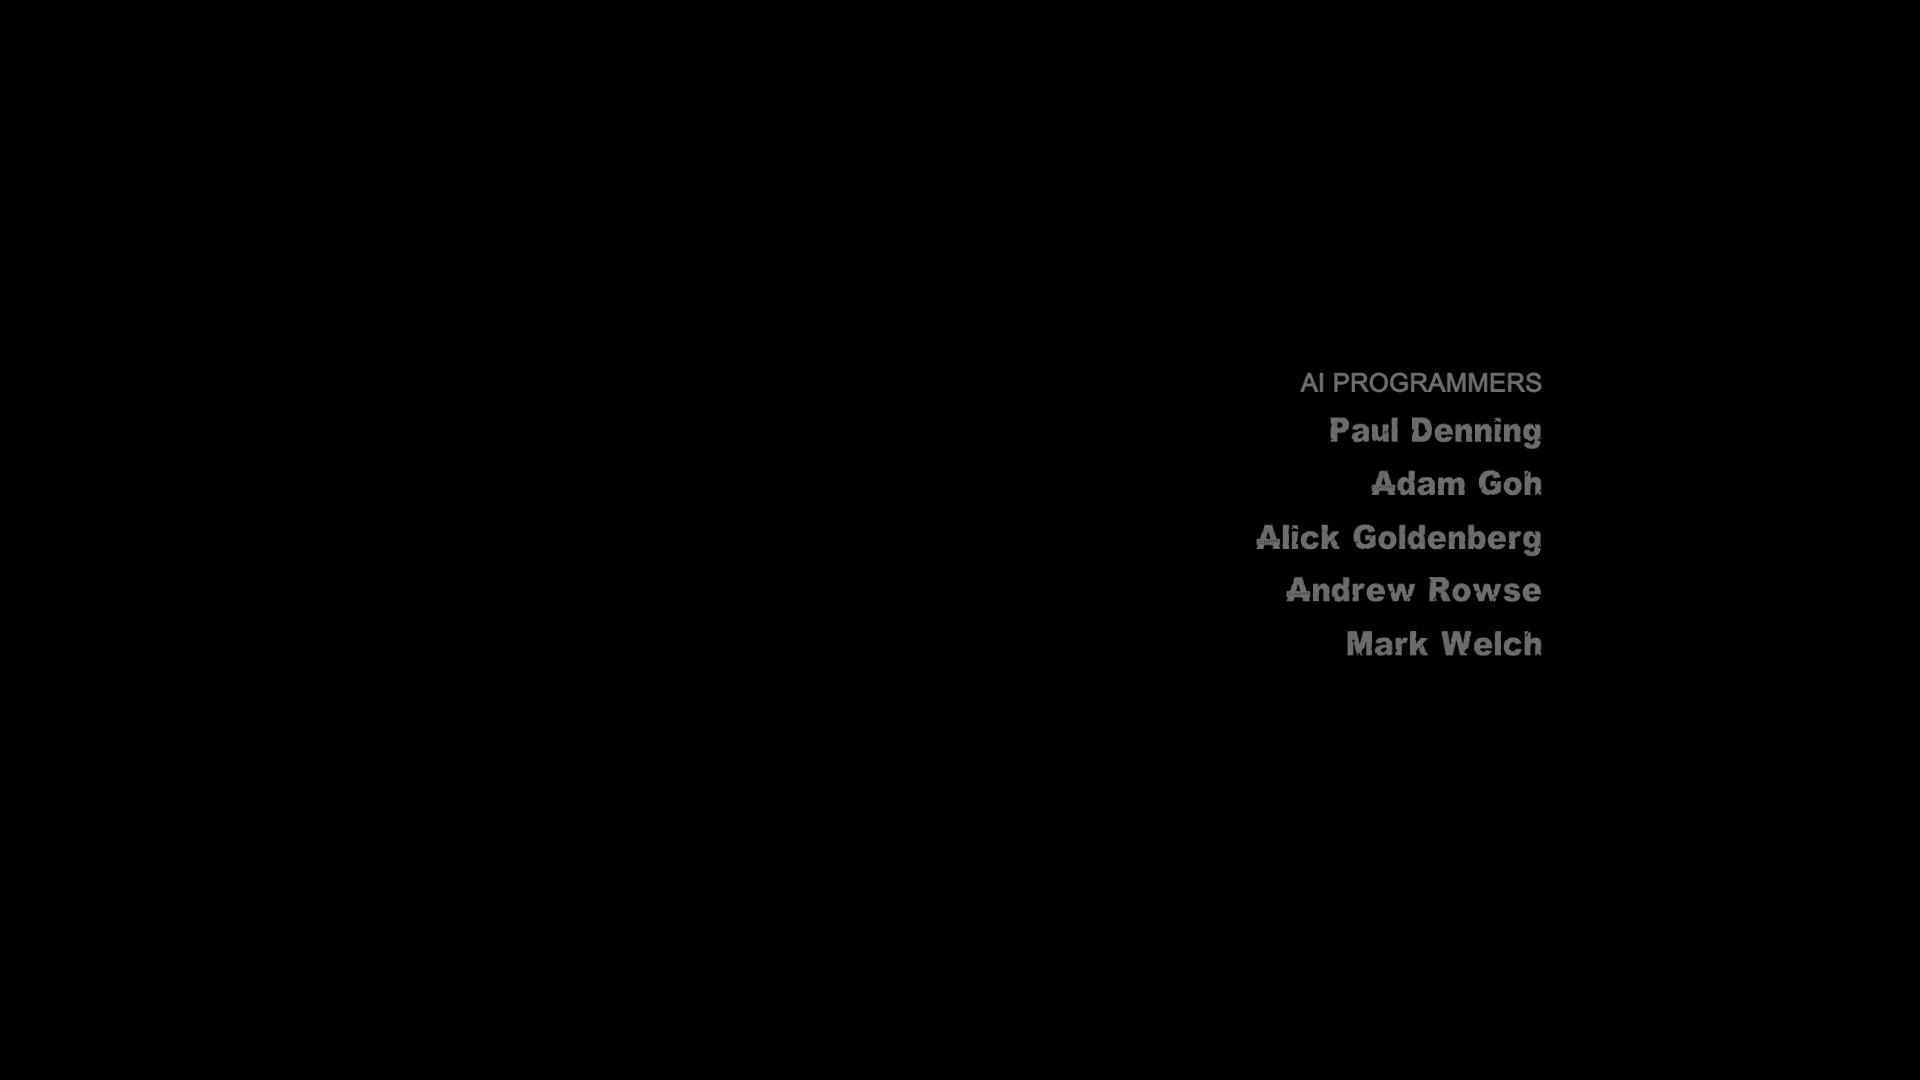 AI PROGRAMMERS
Paul Denning
Adam Goh
Alick Goldenberg
Andrew Rowse
Mark Welch